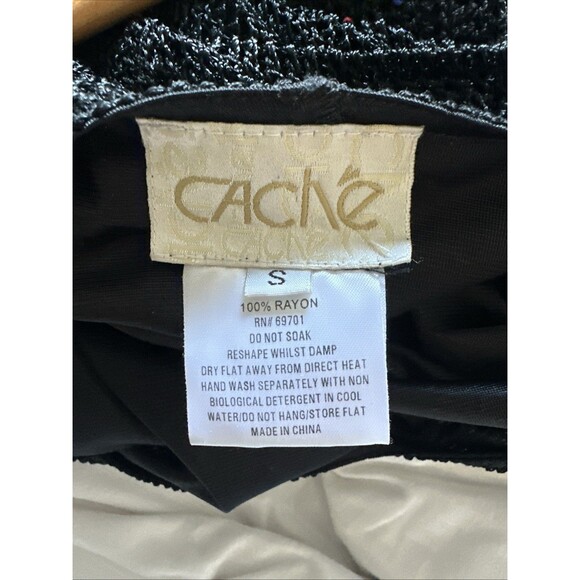 Caché
S
100% RAYON
RN# 69701
DO NOT SOAK
RESHAPE WHILST DAMP
DRY FLAT AWAY FROM DIRECT HEAT
HAND WASH SEPARATELY WITH NON
BIOLOGICAL DETERGENT IN COOL
WATER/DO NOT HANG/STORE FLAT
MADE IN CHINA